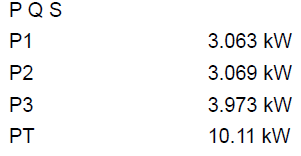 P Q S
P1 3.063 kW
P2 3.069 kW
P3 3.973 kW
PT 10.11 kW